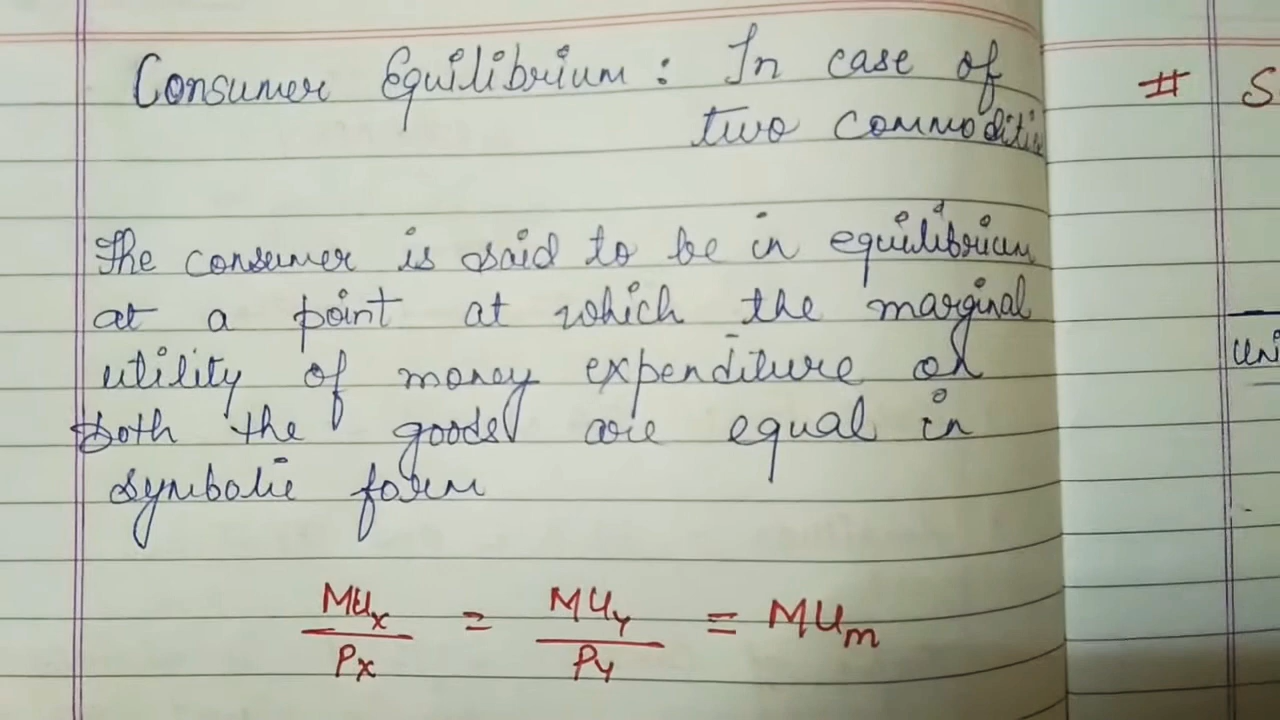 Consumer Equilibrium : In case of
two commoditie
The consumer is said to be in equilibrium
at a point at which the marginal
utility of money expenditure on
both the goods are equal in
symbolic form
MUx/Px = MUy/Py = MUm
# S
uni